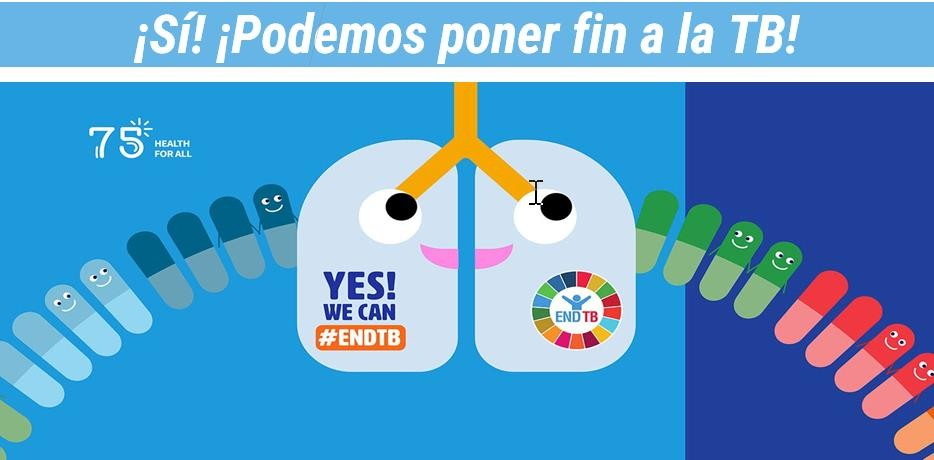 ¡Sí! ¡Podemos poner fin a la TB!
75
HEALTH
FOR ALL
YES!
WE CAN
#ENDTB
END TB